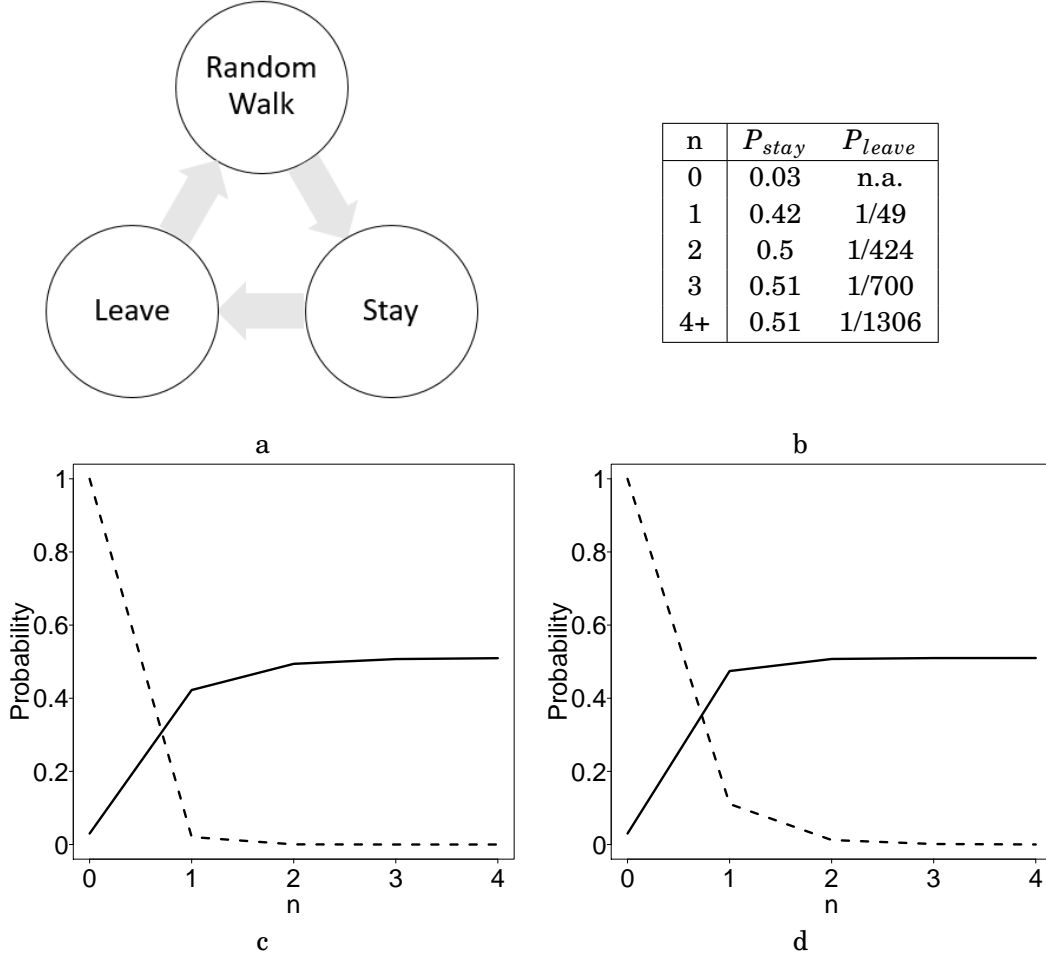 Random
Walk
Leave
Stay
a
n P_stay P_leave
0 0.03 n.a.
1 0.42 1/49
2 0.5 1/424
3 0.51 1/700
4+ 0.51 1/1306
b
Probability
1
0.8
0.6
0.4
0.2
0
0 1 2 3 4
n
c
Probability
1
0.8
0.6
0.4
0.2
0
0 1 2 3 4
n
d